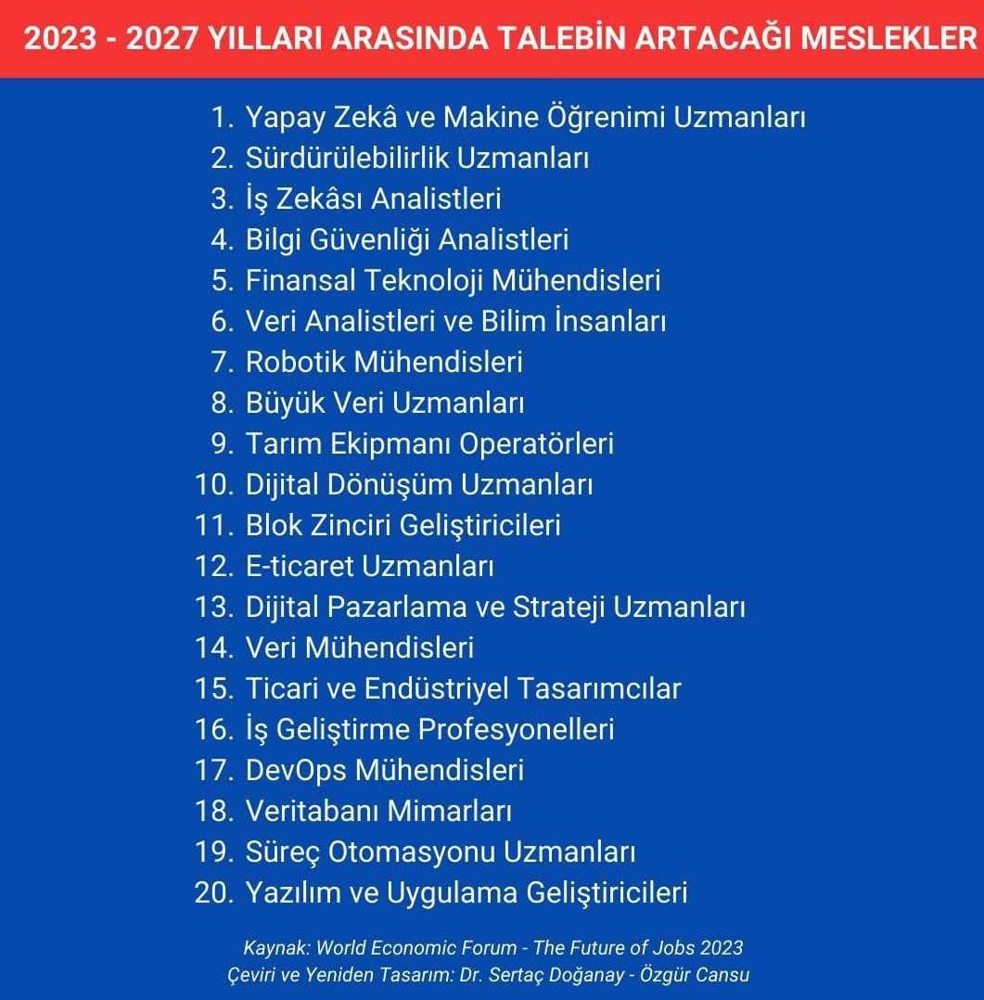 2023 - 2027 YILLARI ARASINDA TALEBİN ARTACAĞI MESLEKLER
1. Yapay Zekâ ve Makine Öğrenimi Uzmanları
2. Sürdürülebilirlik Uzmanları
3. İş Zekâsı Analistleri
4. Bilgi Güvenliği Analistleri
5. Finansal Teknoloji Mühendisleri
6. Veri Analistleri ve Bilim İnsanları
7. Robotik Mühendisleri
8. Büyük Veri Uzmanları
9. Tarım Ekipmanı Operatörleri
10. Dijital Dönüşüm Uzmanları
11. Blok Zinciri Geliştiricileri
12. E-ticaret Uzmanları
13. Dijital Pazarlama ve Strateji Uzmanları
14. Veri Mühendisleri
15. Ticari ve Endüstriyel Tasarımcılar
16. İş Geliştirme Profesyonelleri
17. DevOps Mühendisleri
18. Veritabanı Mimarları
19. Süreç Otomasyonu Uzmanları
20. Yazılım ve Uygulama Geliştiricileri
Kaynak: World Economic Forum - The Future of Jobs 2023
Çeviri ve Yeniden Tasarım: Dr. Sertaç Doğanay - Özgür Cansu